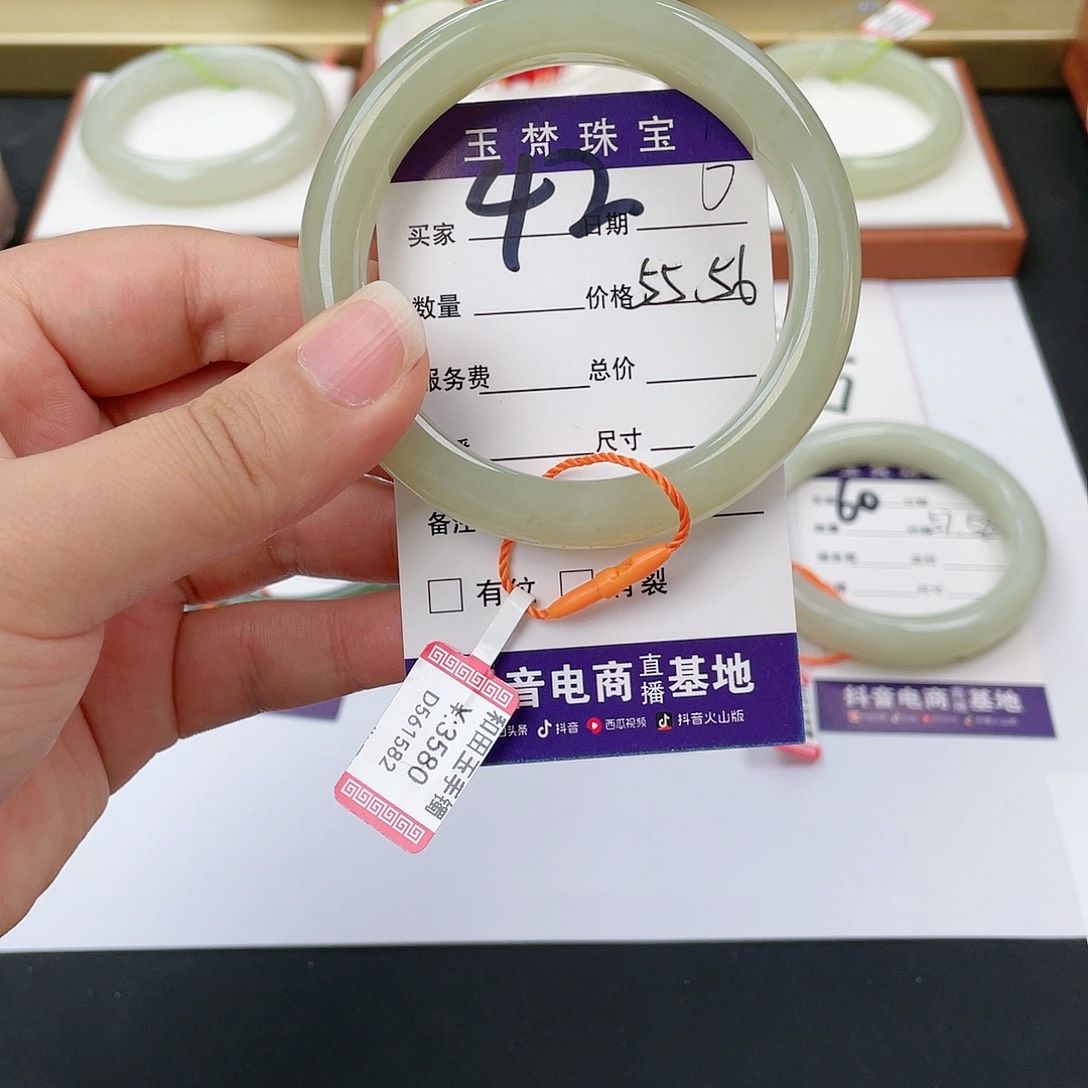 玉梵珠宝
42
买家 日期
数量 价格 55.56
服务费 总价
尺寸
备注
有纹 有裂
音电商直播基地
头条 抖音 西瓜视频 抖音火山版
和田玉手镯
¥:3580
D561582
60
57.5
抖音电商直播基地